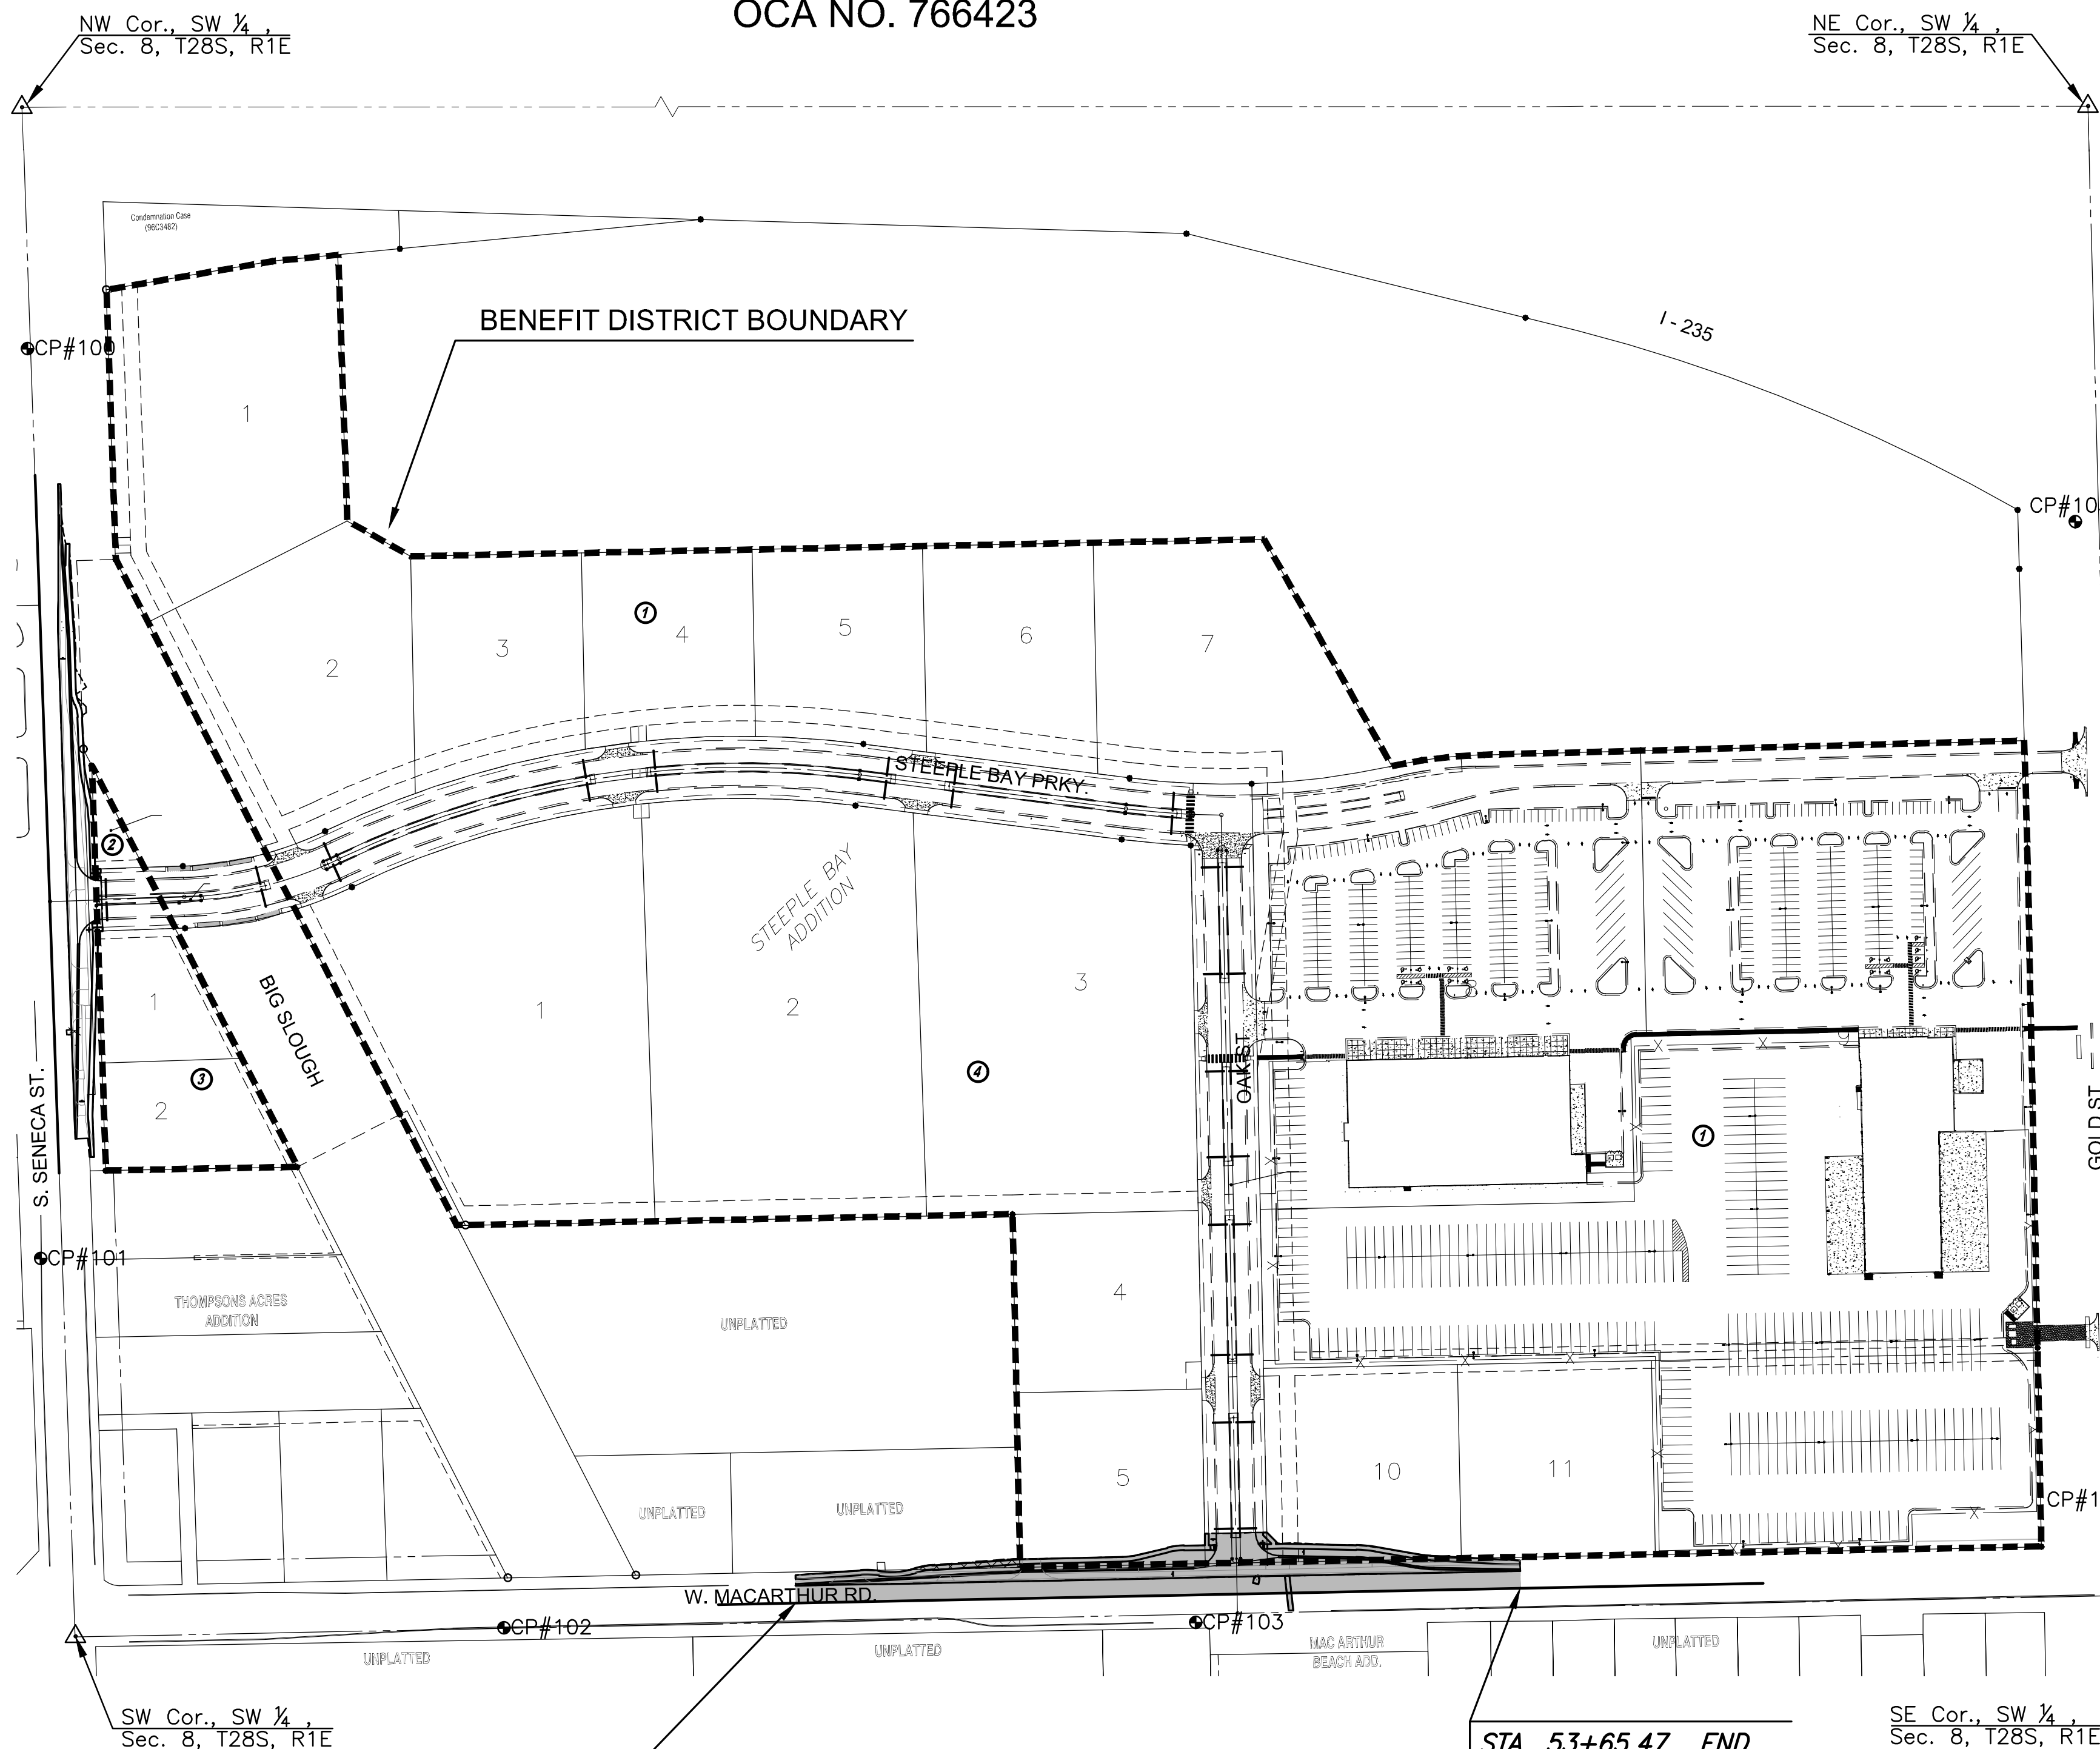 OCA NO. 766423
NW Cor., SW ¼ ,
Sec. 8, T28S, R1E
NE Cor., SW ¼ ,
Sec. 8, T28S, R1E
Condemnation Case
(96C3482)
BENEFIT DISTRICT BOUNDARY
I - 235
CP#100
1
CP#10
1
2
3
4
5
6
7
STEEPLE BAY PRKY.
2
STEEPLE BAY
ADDITION
8
1
BIG SLOUGH
1
2
3
9
OAK ST.
S. SENECA ST.
3
2
4
1
GOLD ST.
CP#101
THOMPSONS ACRES
ADDITION
UNPLATTED
4
5
10
11
UNPLATTED
UNPLATTED
CP#1
W. MACARTHUR RD.
CP#102
CP#103
UNPLATTED
UNPLATTED
MAC ARTHUR
BEACH ADD.
UNPLATTED
SW Cor., SW ¼ ,
Sec. 8, T28S, R1E
STA. 53+65.47 END
SE Cor., SW ¼ ,
Sec. 8, T28S, R1E